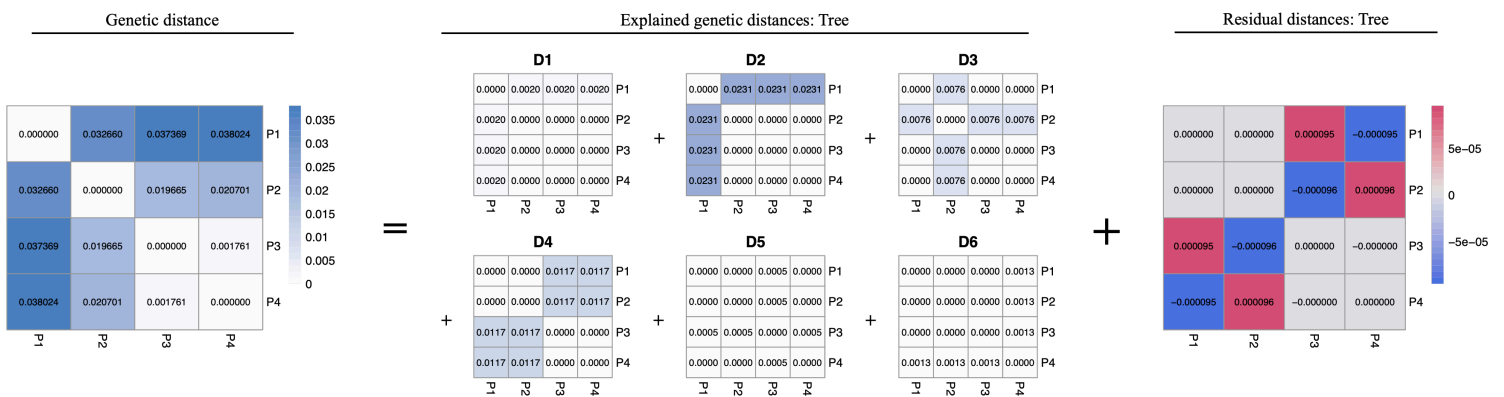 Genetic distance
0.000000 0.032660 0.037369 0.038024 P1
0.032660 0.000000 0.019665 0.020701 P2
0.037369 0.019665 0.000000 0.001761 P3
0.038024 0.020701 0.001761 0.000000 P4
P1 P2 P3 P4
0.035
0.03
0.025
0.02
0.015
0.01
0.005
0
=
Explained genetic distances: Tree
D1
0.0000 0.0020 0.0020 0.0020 P1
0.0020 0.0000 0.0000 0.0000 P2
0.0020 0.0000 0.0000 0.0000 P3
0.0020 0.0000 0.0000 0.0000 P4
P1 P2 P3 P4
+
D2
0.0000 0.0231 0.0231 0.0231 P1
0.0231 0.0000 0.0000 0.0000 P2
0.0231 0.0000 0.0000 0.0000 P3
0.0231 0.0000 0.0000 0.0000 P4
P1 P2 P3 P4
+
D3
0.0000 0.0076 0.0000 0.0000 P1
0.0076 0.0000 0.0076 0.0076 P2
0.0000 0.0076 0.0000 0.0000 P3
0.0000 0.0076 0.0000 0.0000 P4
P1 P2 P3 P4
+
D4
0.0000 0.0000 0.0117 0.0117 P1
0.0000 0.0000 0.0117 0.0117 P2
0.0117 0.0117 0.0000 0.0000 P3
0.0117 0.0117 0.0000 0.0000 P4
P1 P2 P3 P4
+
D5
0.0000 0.0000 0.0005 0.0000 P1
0.0000 0.0000 0.0005 0.0000 P2
0.0005 0.0005 0.0000 0.0005 P3
0.0000 0.0000 0.0005 0.0000 P4
P1 P2 P3 P4
+
D6
0.0000 0.0000 0.0000 0.0013 P1
0.0000 0.0000 0.0000 0.0013 P2
0.0000 0.0000 0.0000 0.0013 P3
0.0013 0.0013 0.0013 0.0000 P4
P1 P2 P3 P4
+
Residual distances: Tree
0.000000 0.000000 0.000095 −0.000095 P1
0.000000 0.000000 −0.000096 0.000096 P2
0.000095 −0.000096 0.000000 −0.000000 P3
−0.000095 0.000096 −0.000000 0.000000 P4
P1 P2 P3 P4
5e−05
0
−5e−05